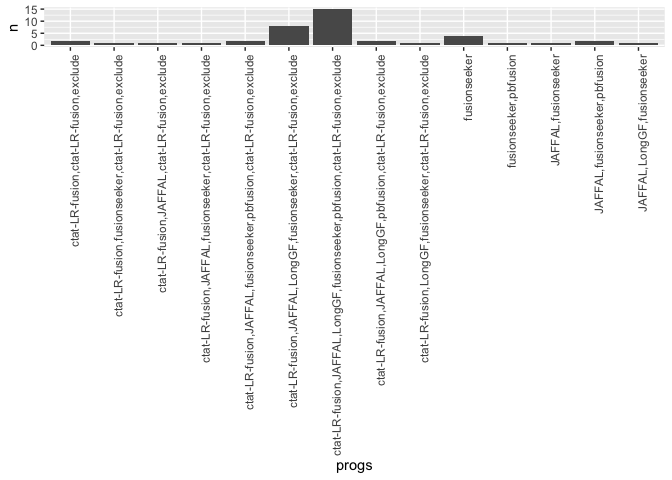 n
15
10
5
0
ctat-LR-fusion,ctat-LR-fusion,exclude
ctat-LR-fusion,fusionseeker,ctat-LR-fusion,exclude
ctat-LR-fusion,JAFFAL,ctat-LR-fusion,exclude
ctat-LR-fusion,JAFFAL,fusionseeker,ctat-LR-fusion,exclude
ctat-LR-fusion,JAFFAL,fusionseeker,pbfusion,ctat-LR-fusion,exclude
ctat-LR-fusion,JAFFAL,LongGF,fusionseeker,ctat-LR-fusion,exclude
ctat-LR-fusion,JAFFAL,LongGF,fusionseeker,pbfusion,ctat-LR-fusion,exclude
ctat-LR-fusion,JAFFAL,LongGF,pbfusion,ctat-LR-fusion,exclude
ctat-LR-fusion,LongGF,fusionseeker,ctat-LR-fusion,exclude
fusionseeker
fusionseeker,pbfusion
JAFFAL,fusionseeker
JAFFAL,fusionseeker,pbfusion
JAFFAL,LongGF,fusionseeker
progs